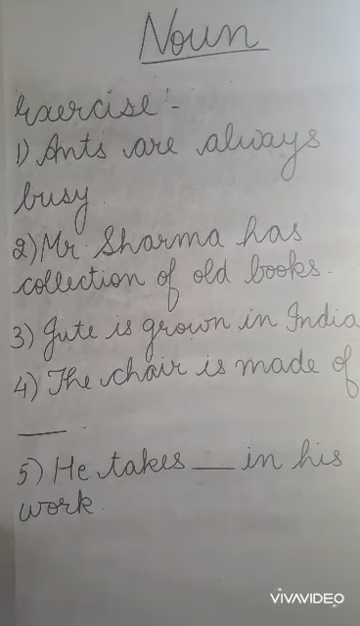 Noun
Exercise :-
1) Ants are always
busy.
2) Mr. Sharma has
collection of old books.
3) Jute is grown in India
4) The chair is made of
___.
5) He takes ___ in his
work.
VIVAVIDEO